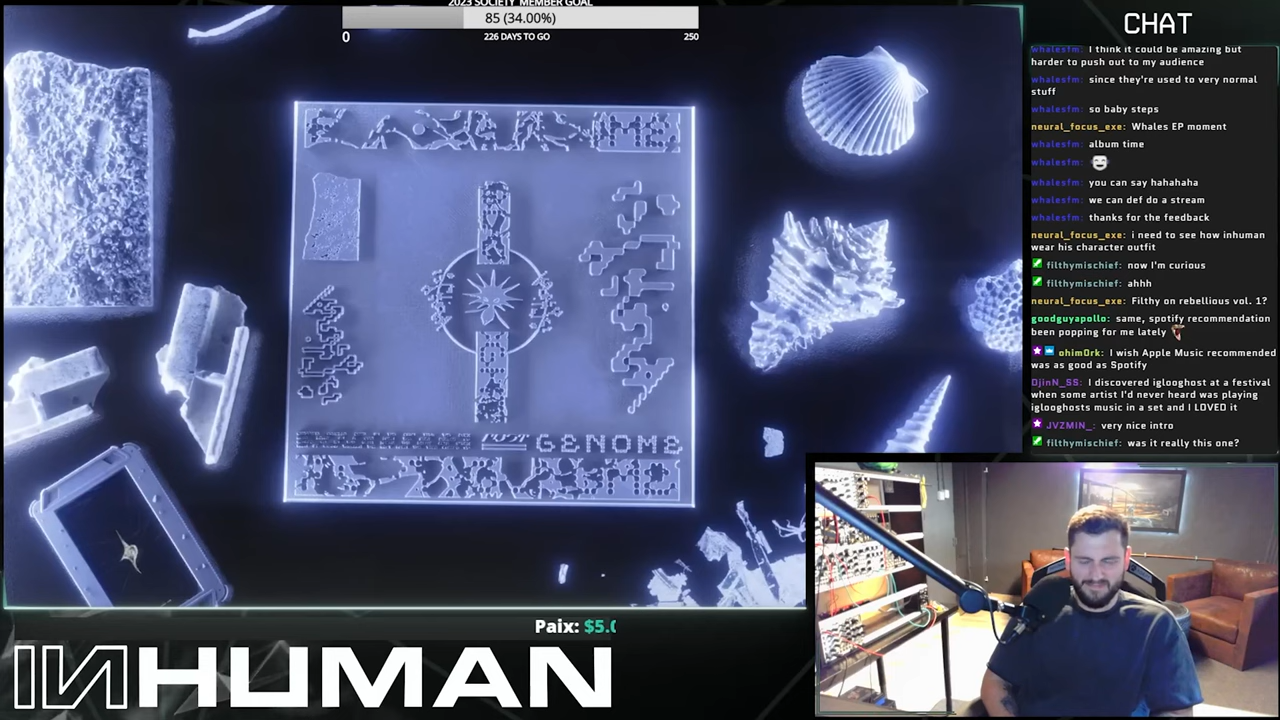 2023 SOCIETY MEMBER GOAL
85 (34.00%)
0
226 DAYS TO GO
250
GENOME
Paix: $5.0
INHUMAN
CHAT
whalesfm: I think it could be amazing but
harder to push out to my audience
whalesfm: since they're used to very normal
stuff
whalesfm: so baby steps
neural_focus_exe: Whales EP moment
whalesfm: album time
whalesfm:
whalesfm: you can say hahahaha
whalesfm: we can def do a stream
whalesfm: thanks for the feedback
neural_focus_exe: i need to see how inhuman
wear his character outfit
filthymischief: now I'm curious
filthymischief: ahhh
neural_focus_exe: Filthy on rebellious vol. 1?
goodguyapollo: same, spotify recommendation
been popping for me lately
ohim0rk: I wish Apple Music recommended
was as good as Spotify
DjinN_SS: I discovered iglooghost at a festival
when some artist I'd never heard was playing
iglooghosts music in a set and I LOVED it
JVZMIN_: very nice intro
filthymischief: was it really this one?